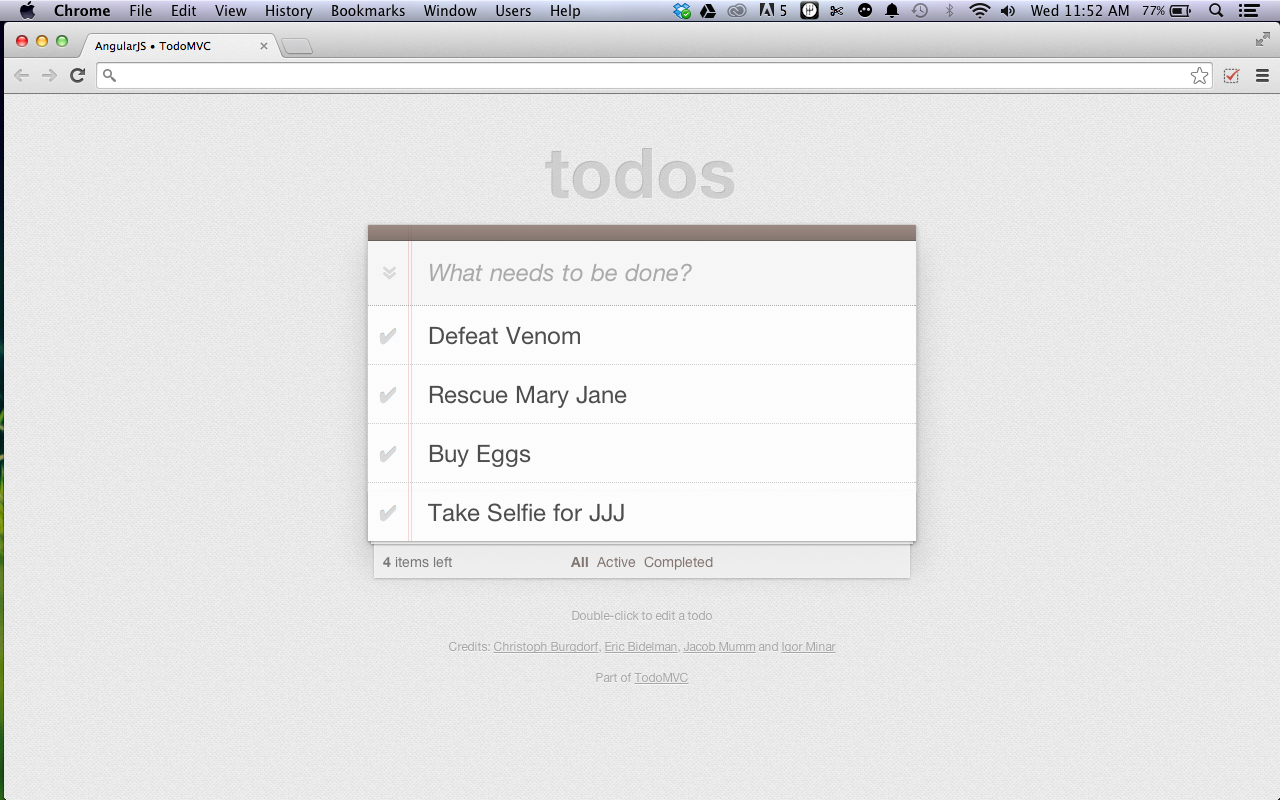 Chrome File Edit View History Bookmarks Window Users Help 5 Wed 11:52 AM 77%
AngularJS • TodoMVC
todos
What needs to be done?
Defeat Venom
Rescue Mary Jane
Buy Eggs
Take Selfie for JJJ
4 items left All Active Completed
Double-click to edit a todo
Credits: Christoph Burgdorf, Eric Bidelman, Jacob Mumm and Igor Minar
Part of TodoMVC